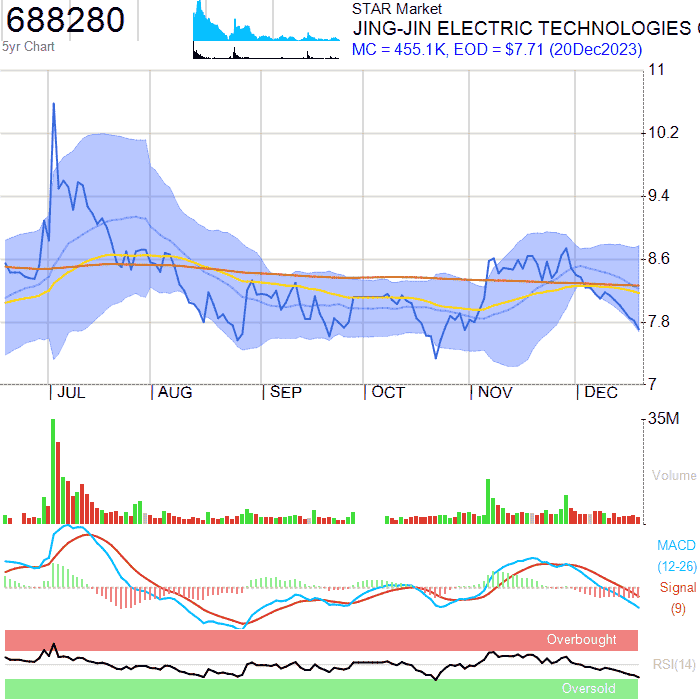 688280
5yr Chart
STAR Market
JING-JIN ELECTRIC TECHNOLOGIES
MC = 455.1K, EOD = $7.71 (20Dec2023)
11
10.2
9.4
8.6
7.8
7
JUL
AUG
SEP
OCT
NOV
DEC
35M
Volume
MACD
(12-26)
Signal
(9)
Overbought
RSI(14)
Oversold